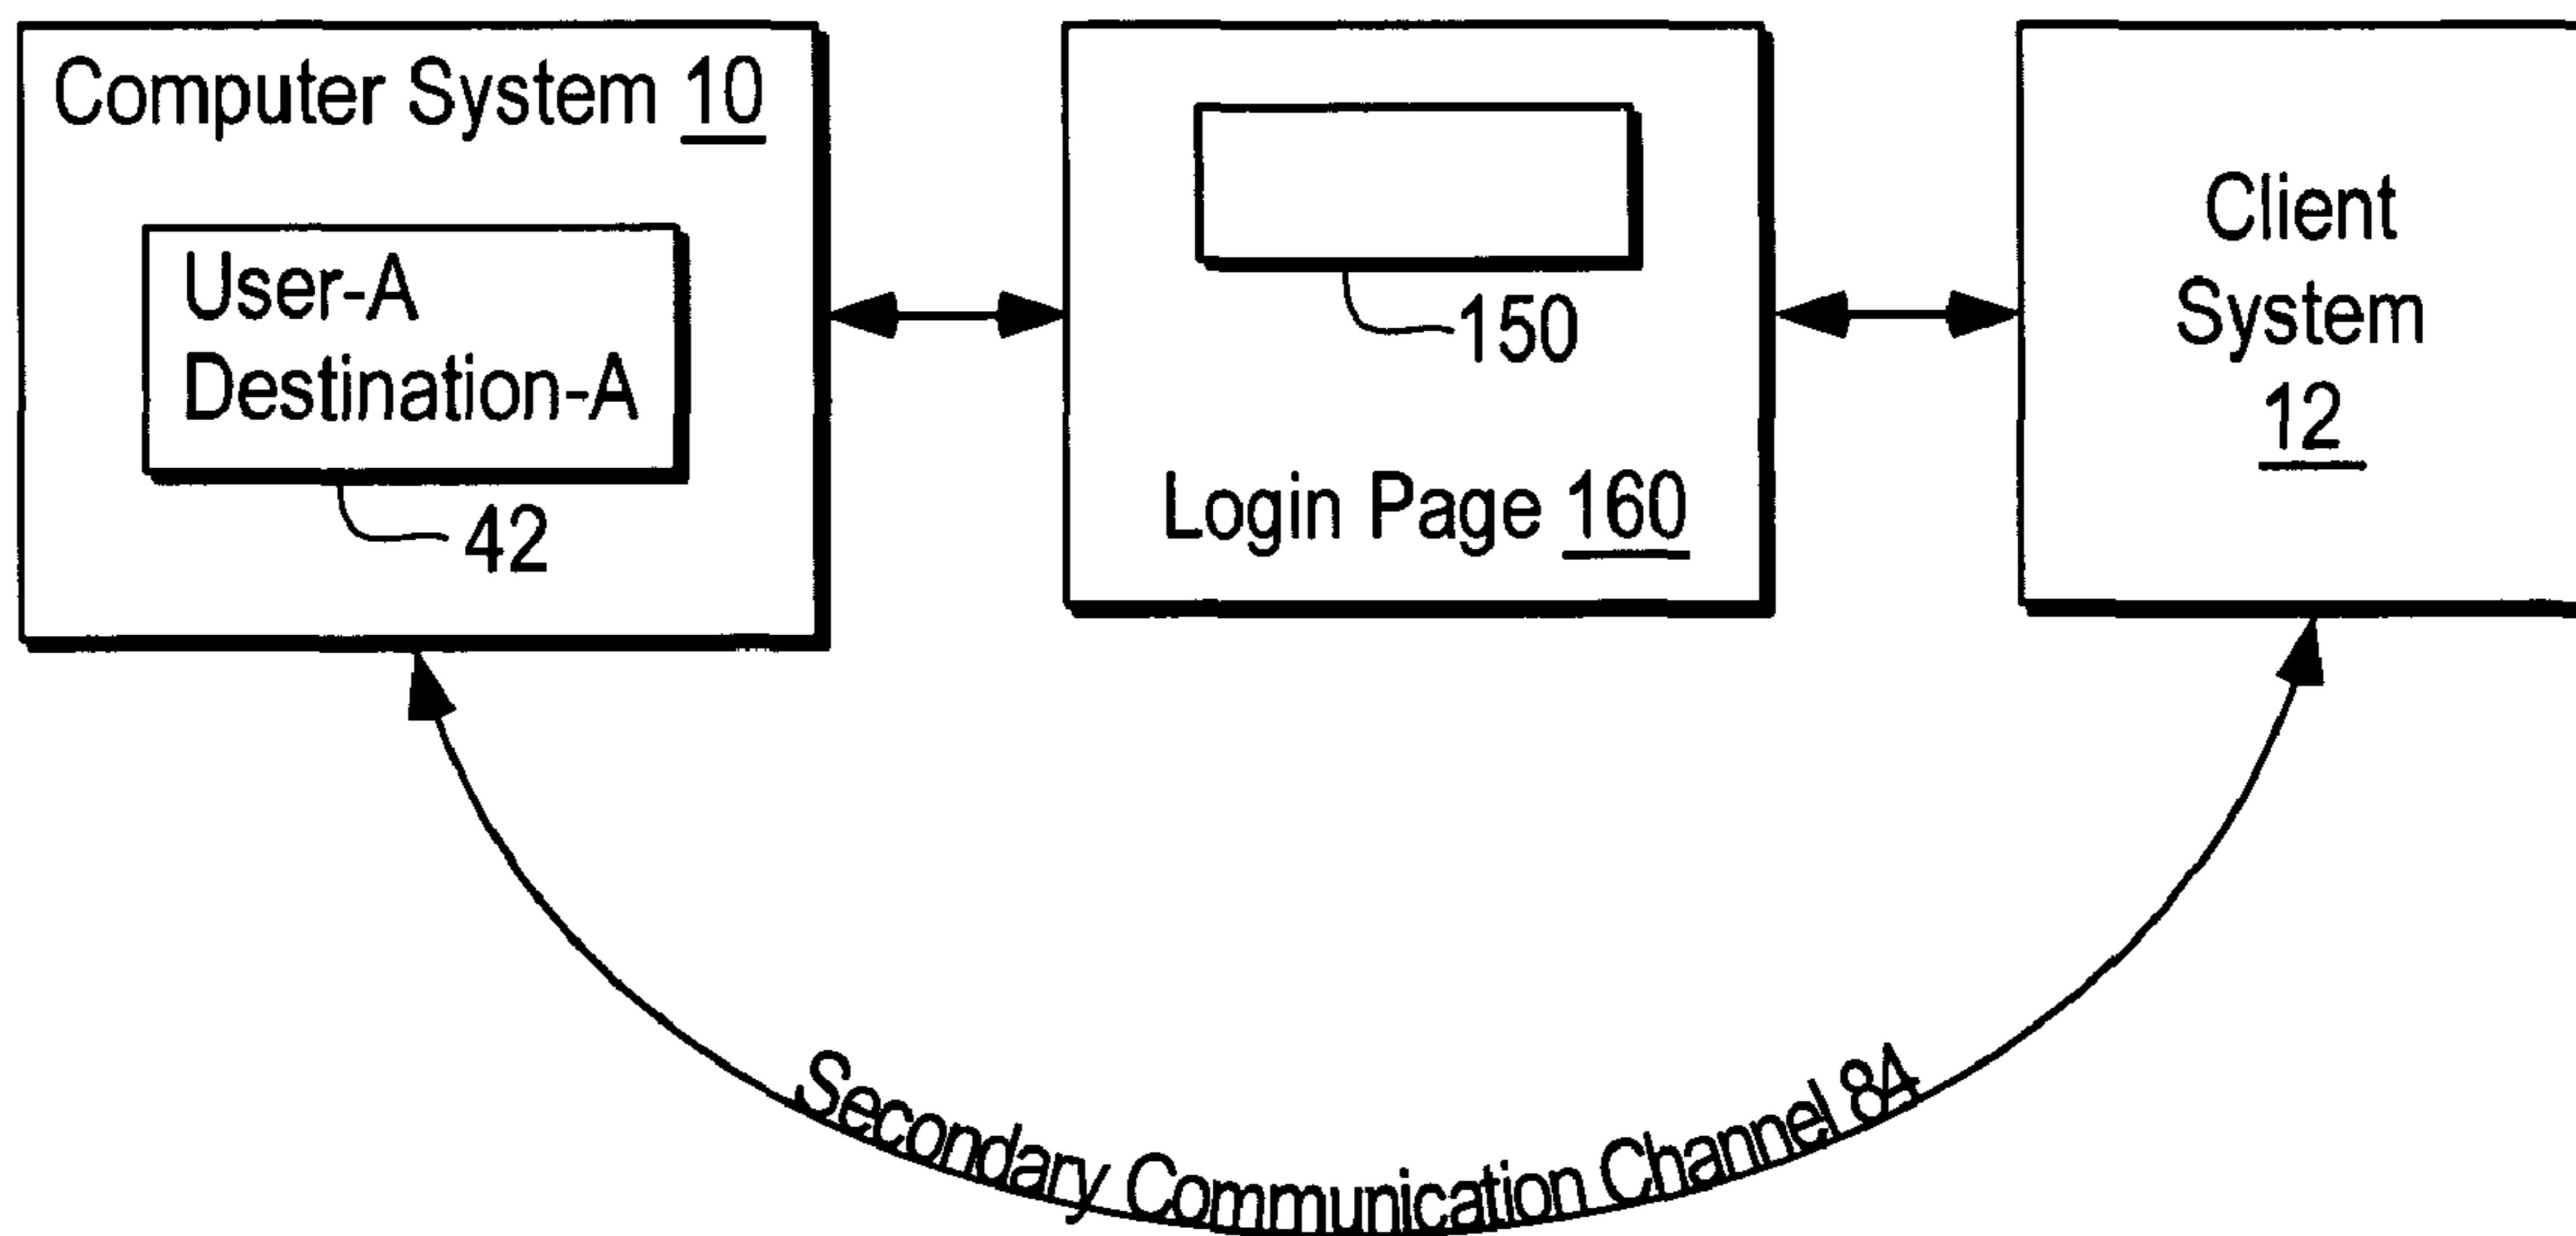 Computer System 10
User-A
Destination-A
42
150
Login Page 160
Client
System
12
Secondary Communication Channel 84